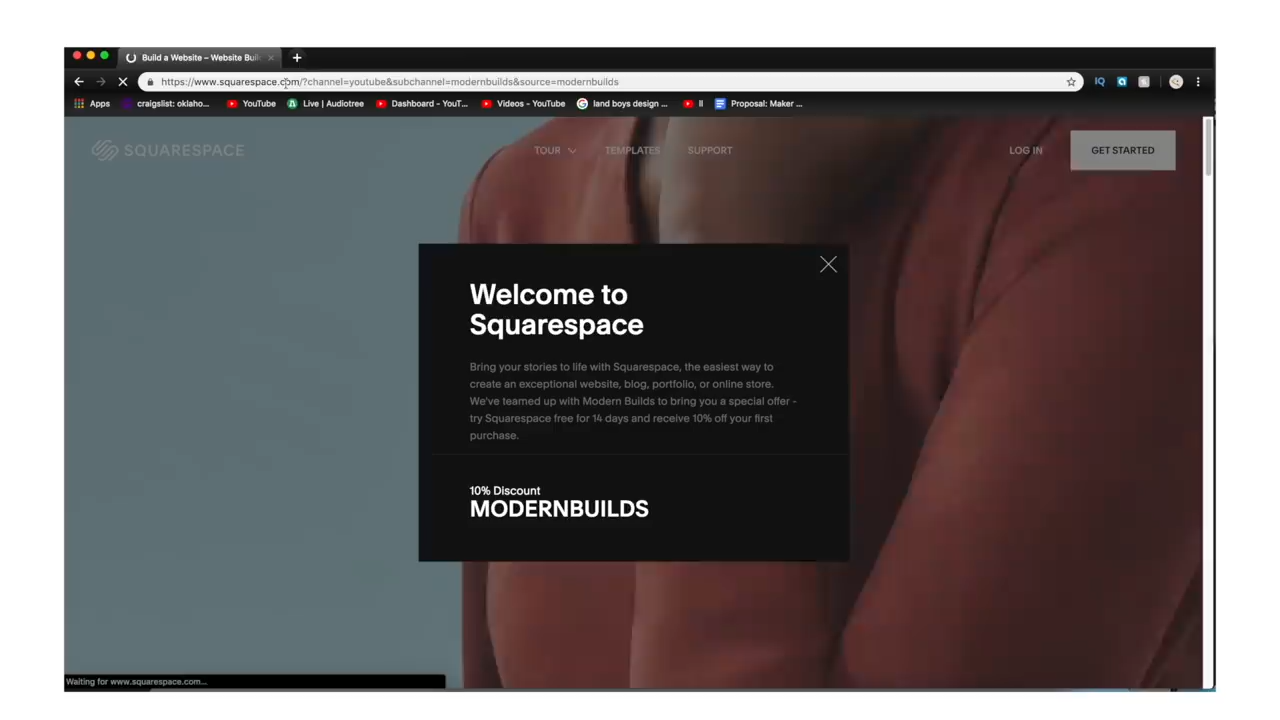 Build a Website – Website Buil
https://www.squarespace.com/?channel=youtube&subchannel=modernbuilds&source=modernbuilds
IQ
Apps craigslist: oklaho... YouTube Live | Audiotree Dashboard - YouT... Videos - YouTube land boys design ... II Proposal: Maker ...
SQUARESPACE TOUR TEMPLATES SUPPORT LOG IN GET STARTED
Welcome to
Squarespace
Bring your stories to life with Squarespace, the easiest way to
create an exceptional website, blog, portfolio, or online store.
We've teamed up with Modern Builds to bring you a special offer -
try Squarespace free for 14 days and receive 10% off your first
purchase.
10% Discount
MODERNBUILDS
Waiting for www.squarespace.com...